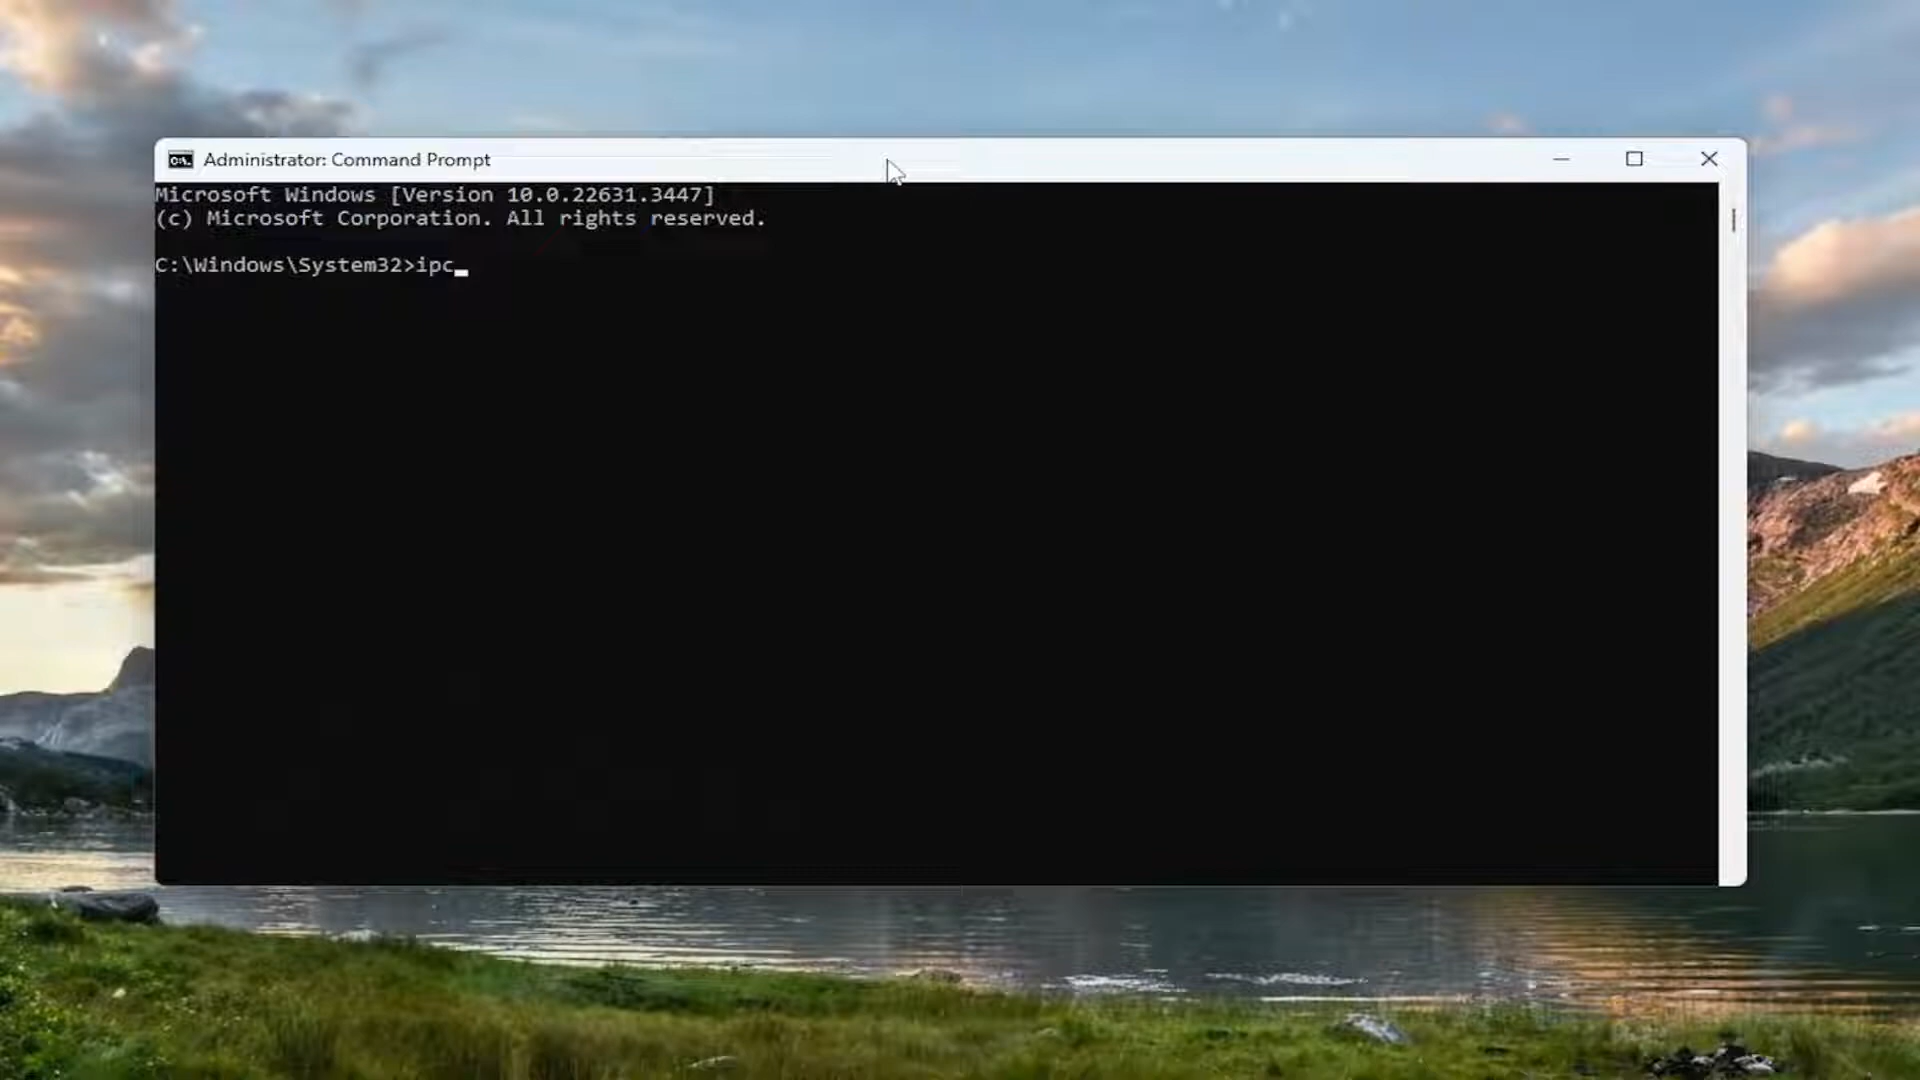 Administrator: Command Prompt
Microsoft Windows [Version 10.0.22631.3447]
(c) Microsoft Corporation. All rights reserved.
C:\Windows\System32>ipc